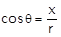 cos θ = x/r